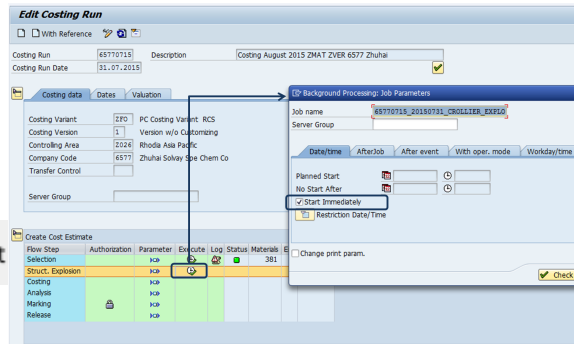 Edit Costing Run
With Reference
Costing Run 65770715 Description Costing August 2015 ZMAT ZVER 6577 Zhuhai
Costing Run Date 31.07.2015
Costing data Dates Valuation
Costing Variant ZFO PC Costing Variant RCS
Costing Version 1 Version w/o Customizing
Controlling Area Z026 Rhodia Asia Pacific
Company Code 6577 Zhuhai Solvay Spe Chem Co
Transfer Control
Server Group
Create Cost Estimate
Flow Step Authorization Parameter Execute Log Status Materials E
Selection 381
Struct. Explosion
Costing
Analysis
Marking
Release
t
Background Processing: Job Parameters
Job name 65770715_20150731_CROLLIER_EXPLO
Server Group
Date/time AfterJob After event With oper. mode Workday/time
Planned Start
No Start After
Start Immediately
Restriction Date/Time
Change print param.
Check